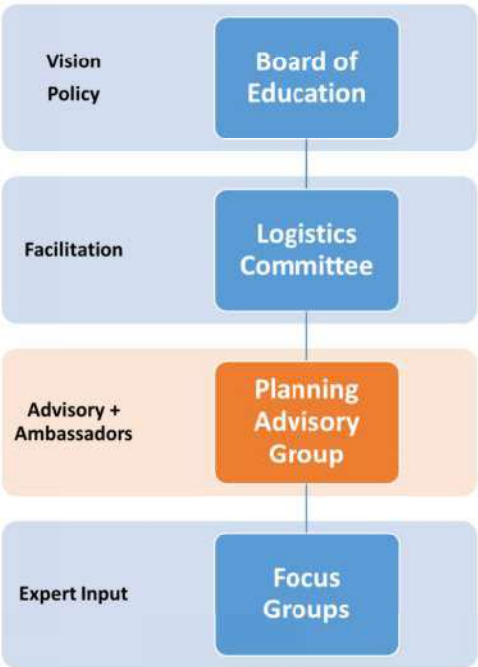 Vision
Policy
Board of
Education
Facilitation
Logistics
Committee
Advisory +
Ambassadors
Planning
Advisory
Group
Expert Input
Focus
Groups